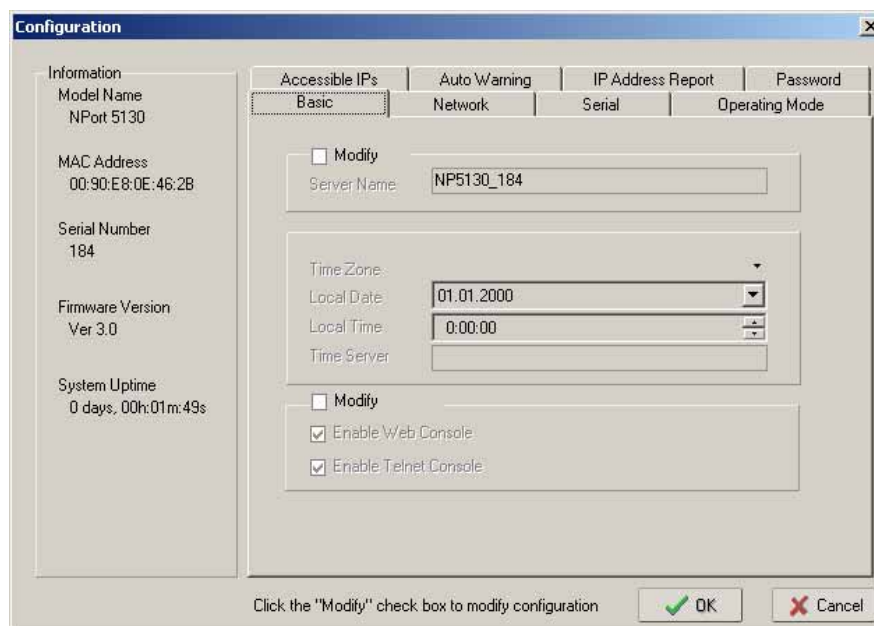 Configuration
Information
Model Name
NPort 5130
MAC Address
00:90:E8:0E:46:2B
Serial Number
184
Firmware Version
Ver 3.0
System Uptime
0 days, 00h:01m:49s
Accessible IPs
Auto Warning
IP Address Report
Password
Basic
Network
Serial
Operating Mode
Modify
Server Name
NP5130_184
Time Zone
Local Date
01.01.2000
Local Time
0:00:00
Time Server
Modify
Enable Web Console
Enable Telnet Console
Click the "Modify" check box to modify configuration
OK
Cancel